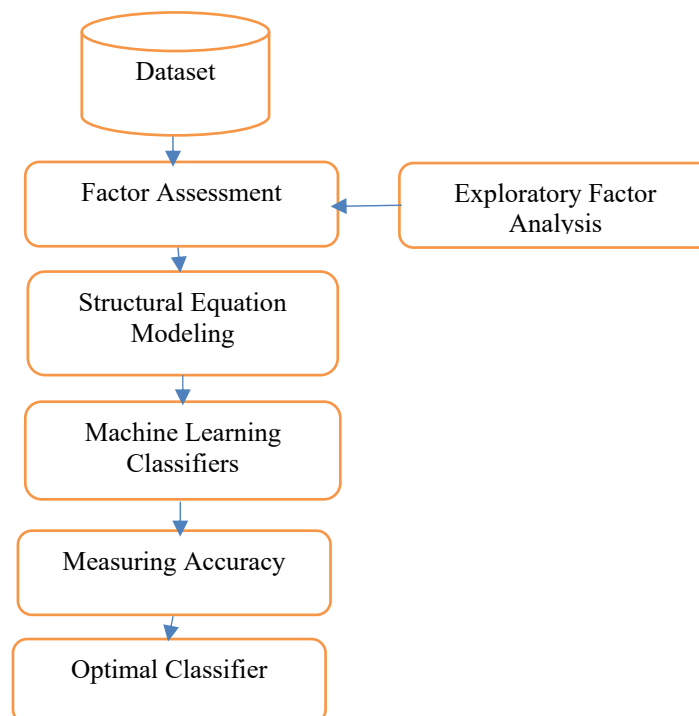 Dataset
Factor Assessment
Exploratory Factor
Analysis
Structural Equation
Modeling
Machine Learning
Classifiers
Measuring Accuracy
Optimal Classifier